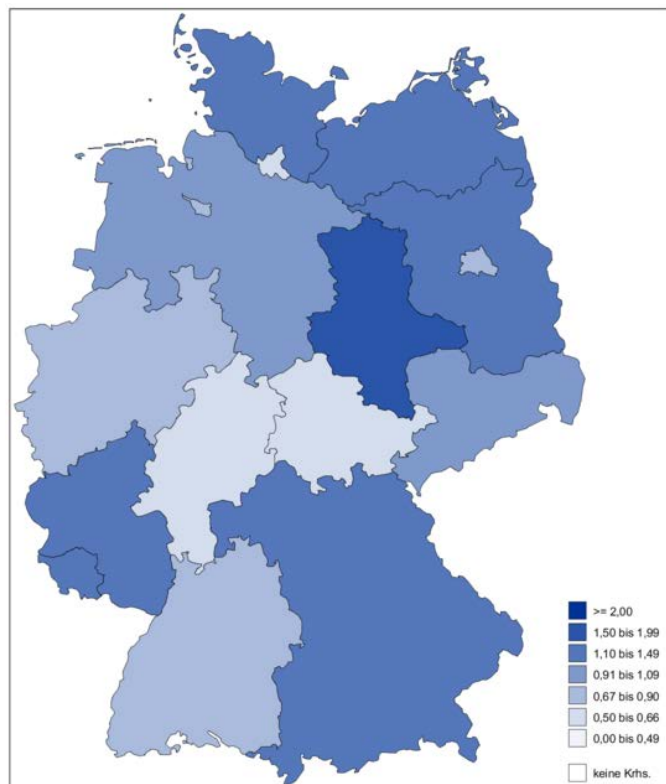 >= 2,00
1,50 bis 1,99
1,10 bis 1,49
0,91 bis 1,09
0,67 bis 0,90
0,50 bis 0,66
0,00 bis 0,49
keine Krhs.